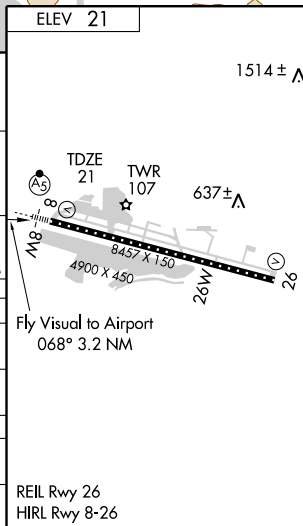 ELEV 21
1514 ±
A5
TDZE
21
TWR
107
637±
8
V
8W
8457 X 150
4900 X 450
26W
V
26
Fly Visual to Airport
068° 3.2 NM
REIL Rwy 26
HIRL Rwy 8-26